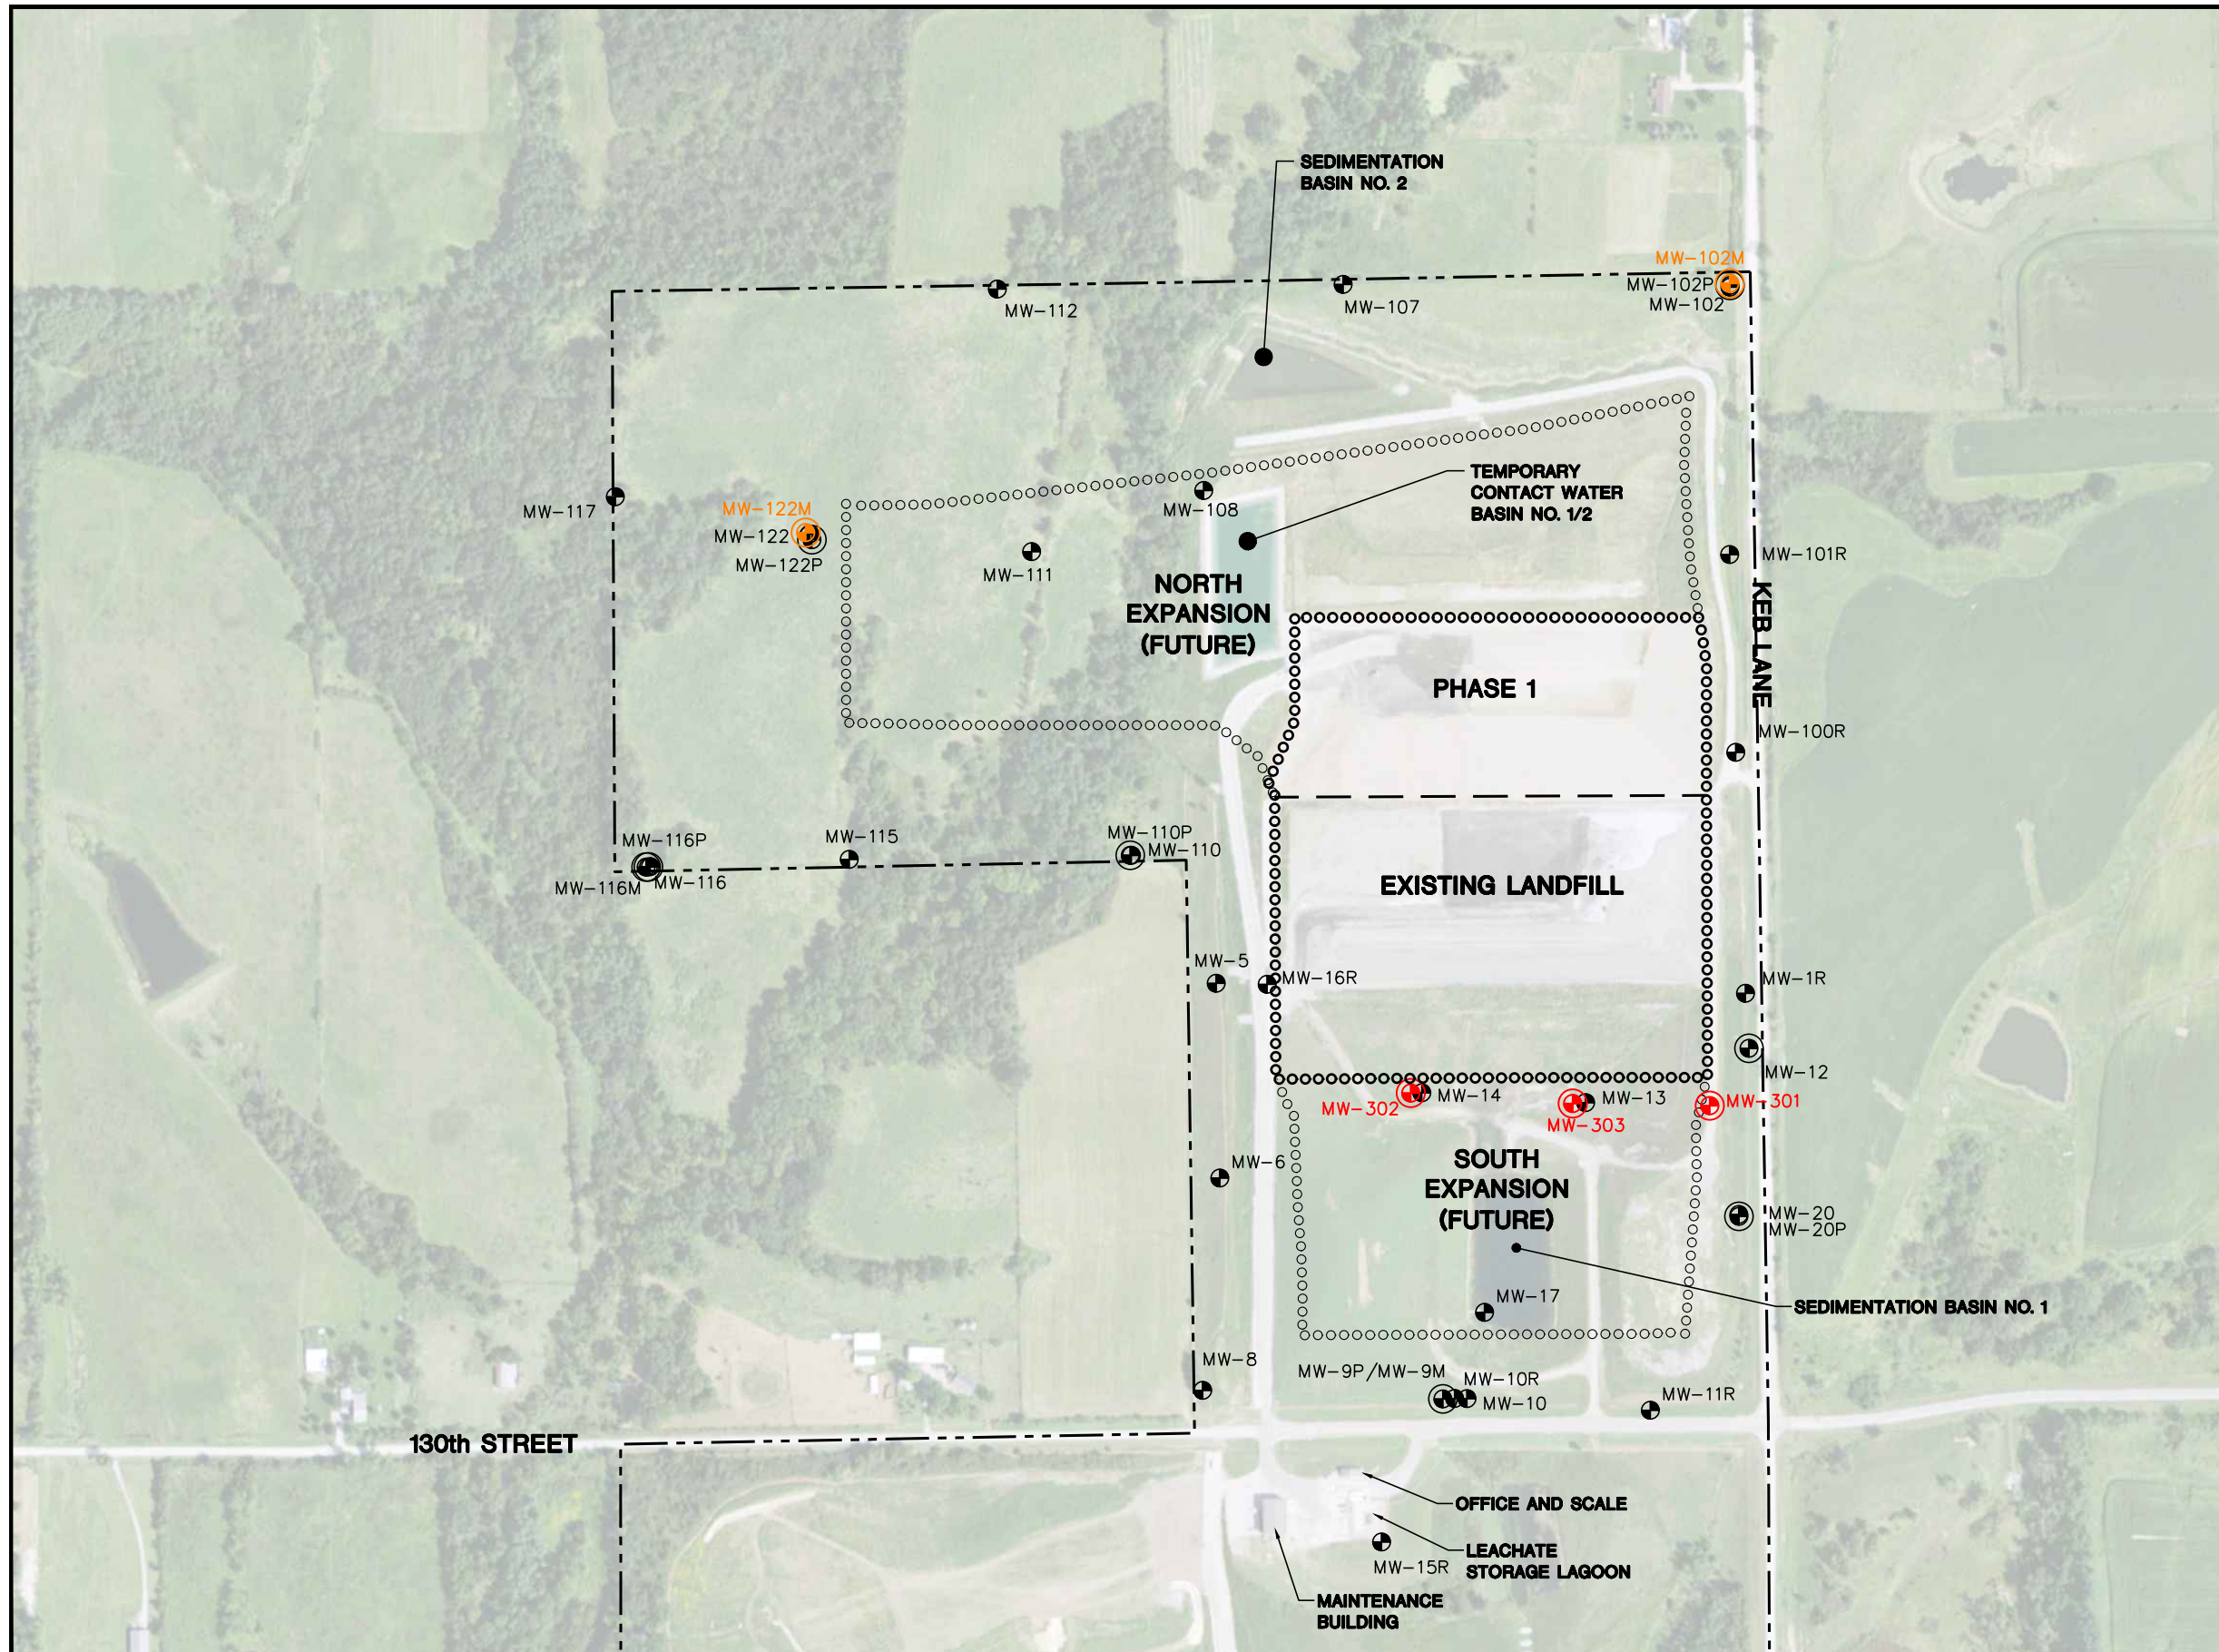 SEDIMENTATION
BASIN NO. 2
MW-102M
MW-102P
MW-102
MW-112
MW-107
TEMPORARY
CONTACT WATER
BASIN NO. 1/2
MW-117
MW-122M
MW-122
MW-122P
MW-108
MW-111
MW-101R
NORTH
EXPANSION
(FUTURE)
KEB LANE
PHASE 1
MW-100R
MW-116P
MW-115
MW-110P
MW-110
MW-116M
MW-116
EXISTING LANDFILL
MW-5
MW-16R
MW-1R
MW-12
MW-14
MW-13
MW-301
MW-302
MW-303
MW-6
SOUTH
EXPANSION
(FUTURE)
MW-20
MW-20P
MW-17
SEDIMENTATION BASIN NO. 1
MW-8
MW-9P/MW-9M
MW-10R
MW-10
MW-11R
130th STREET
OFFICE AND SCALE
LEACHATE
STORAGE LAGOON
MW-15R
MAINTENANCE
BUILDING